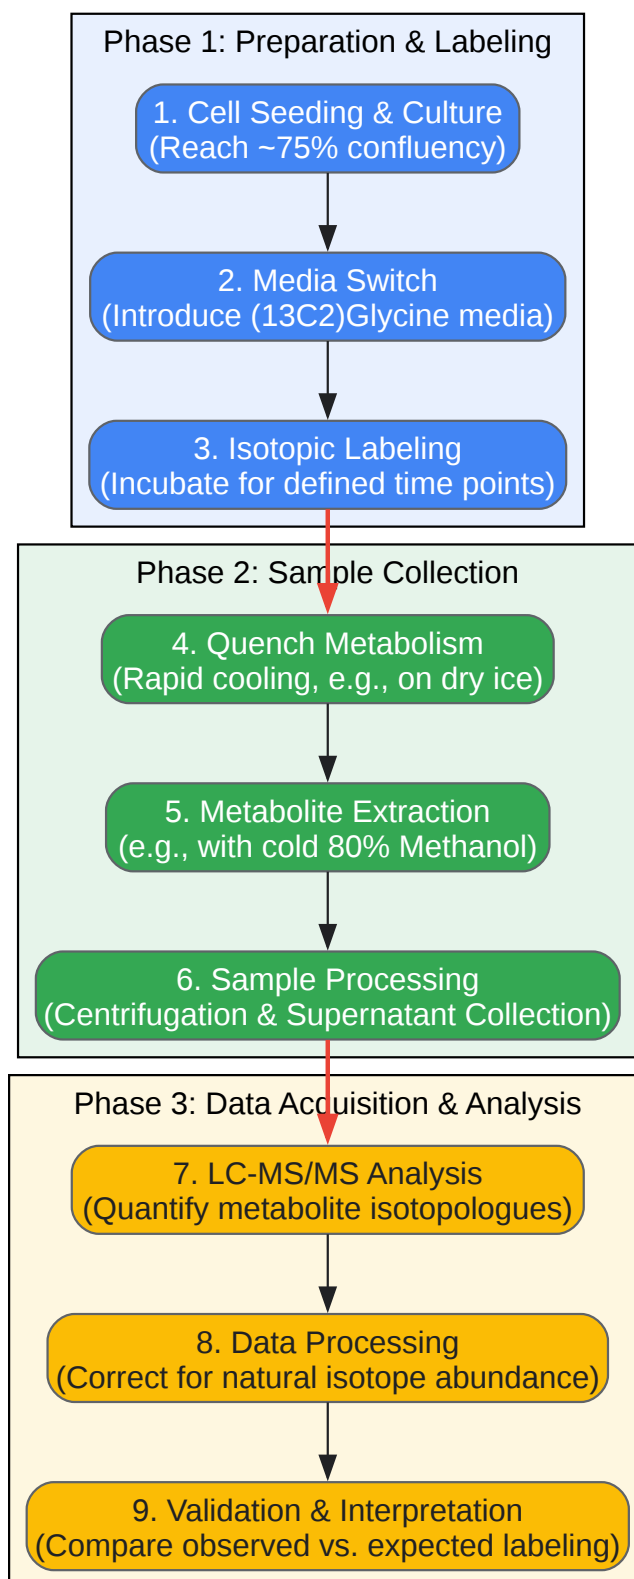 Phase 1: Preparation & Labeling
1. Cell Seeding & Culture
(Reach ~75% confluency)
2. Media Switch
(Introduce (13C2)Glycine media)
3. Isotopic Labeling
(Incubate for defined time points)
Phase 2: Sample Collection
4. Quench Metabolism
(Rapid cooling, e.g., on dry ice)
5. Metabolite Extraction
(e.g., with cold 80% Methanol)
6. Sample Processing
(Centrifugation & Supernatant Collection)
Phase 3: Data Acquisition & Analysis
7. LC-MS/MS Analysis
(Quantify metabolite isotopologues)
8. Data Processing
(Correct for natural isotope abundance)
9. Validation & Interpretation
(Compare observed vs. expected labeling)